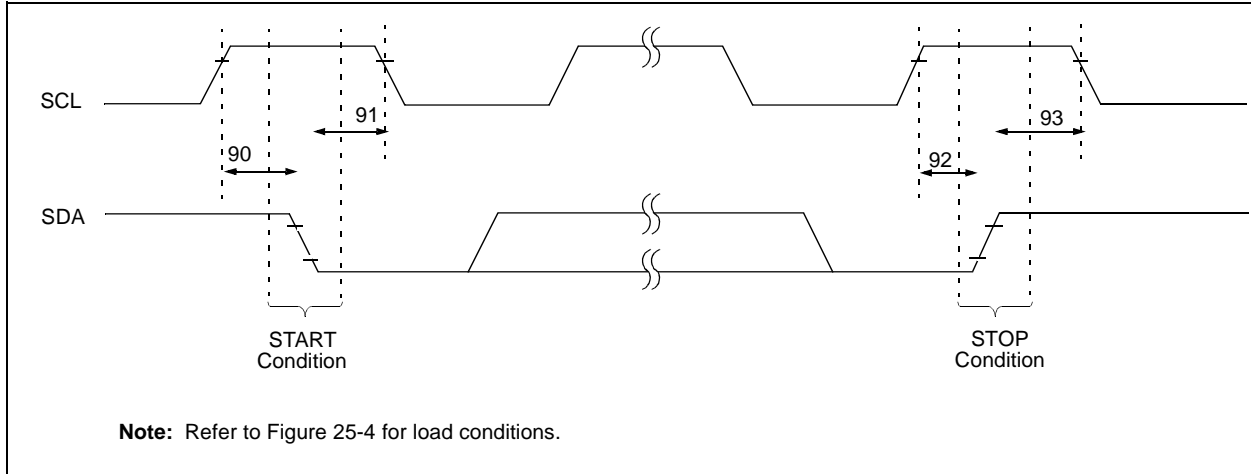 SCL
91
93
90
92
SDA
START
Condition
STOP
Condition
Note: Refer to Figure 25-4 for load conditions.